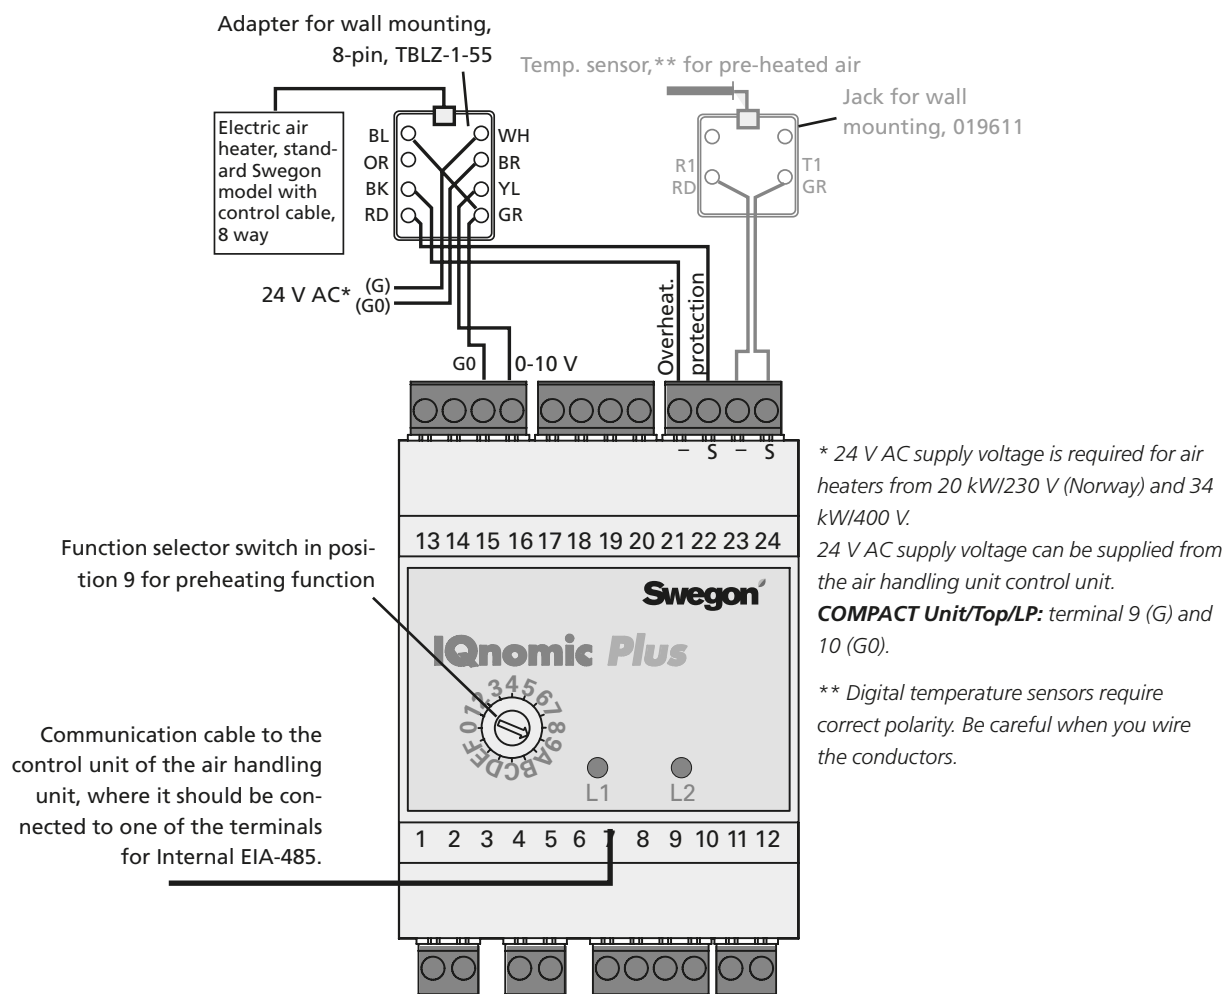 Adapter for wall mounting,
8-pin, TBLZ-1-55
Temp. sensor,** for pre-heated air
Jack for wall
mounting, 019611
Electric air
heater, stand-
ard Swegon
model with
control cable,
8 way
BL
WH
OR
BR
BK
YL
RD
GR
R1
RD
T1
GR
24 V AC* (G)
(G0)
G0
0-10 V
Overheat.
protection
– S – S
13 14 15 16 17 18 19 20 21 22 23 24
Function selector switch in posi-
tion 9 for preheating function
Swegon
IQnomic Plus
0 1 2 3 4 5 6 7 8 9 A B C D E F
L1 L2
Communication cable to the
control unit of the air handling
unit, where it should be con-
nected to one of the terminals
for Internal EIA-485.
1 2 3 4 5 6 7 8 9 10 11 12
* 24 V AC supply voltage is required for air
heaters from 20 kW/230 V (Norway) and 34
kW/400 V.
24 V AC supply voltage can be supplied from
the air handling unit control unit.
COMPACT Unit/Top/LP: terminal 9 (G) and
10 (G0).
** Digital temperature sensors require
correct polarity. Be careful when you wire
the conductors.